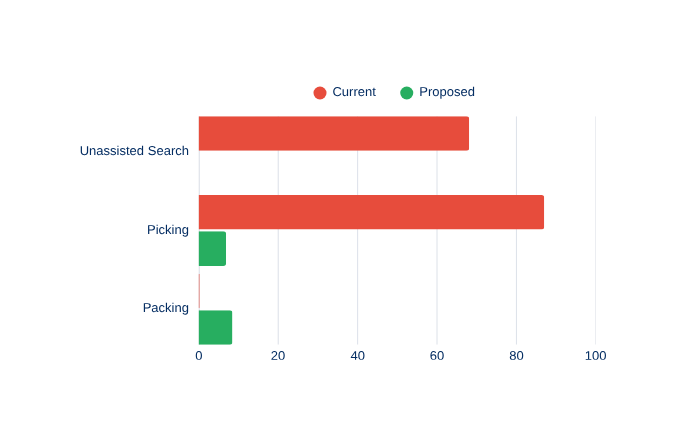 Current Proposed
Unassisted Search
Picking
Packing
0 20 40 60 80 100